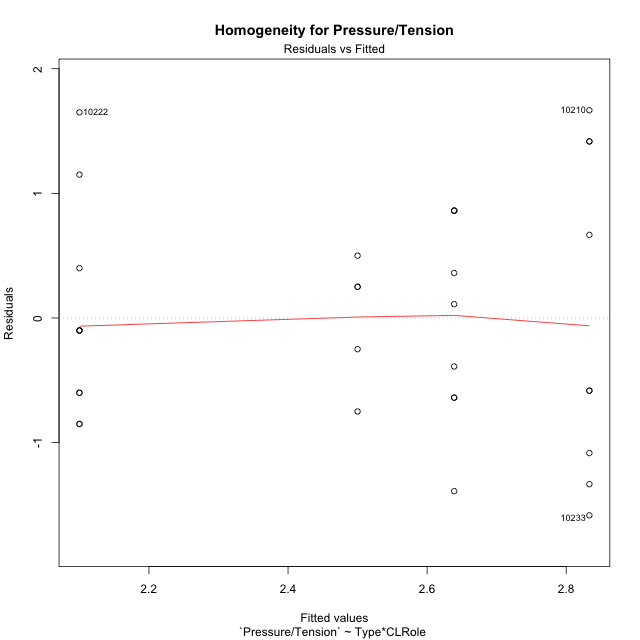 Homogeneity for Pressure/Tension
Residuals vs Fitted
2
1
0
-1
Residuals
10222
10210
10233
2.2 2.4 2.6 2.8
Fitted values
`Pressure/Tension` ~ Type*CLRole